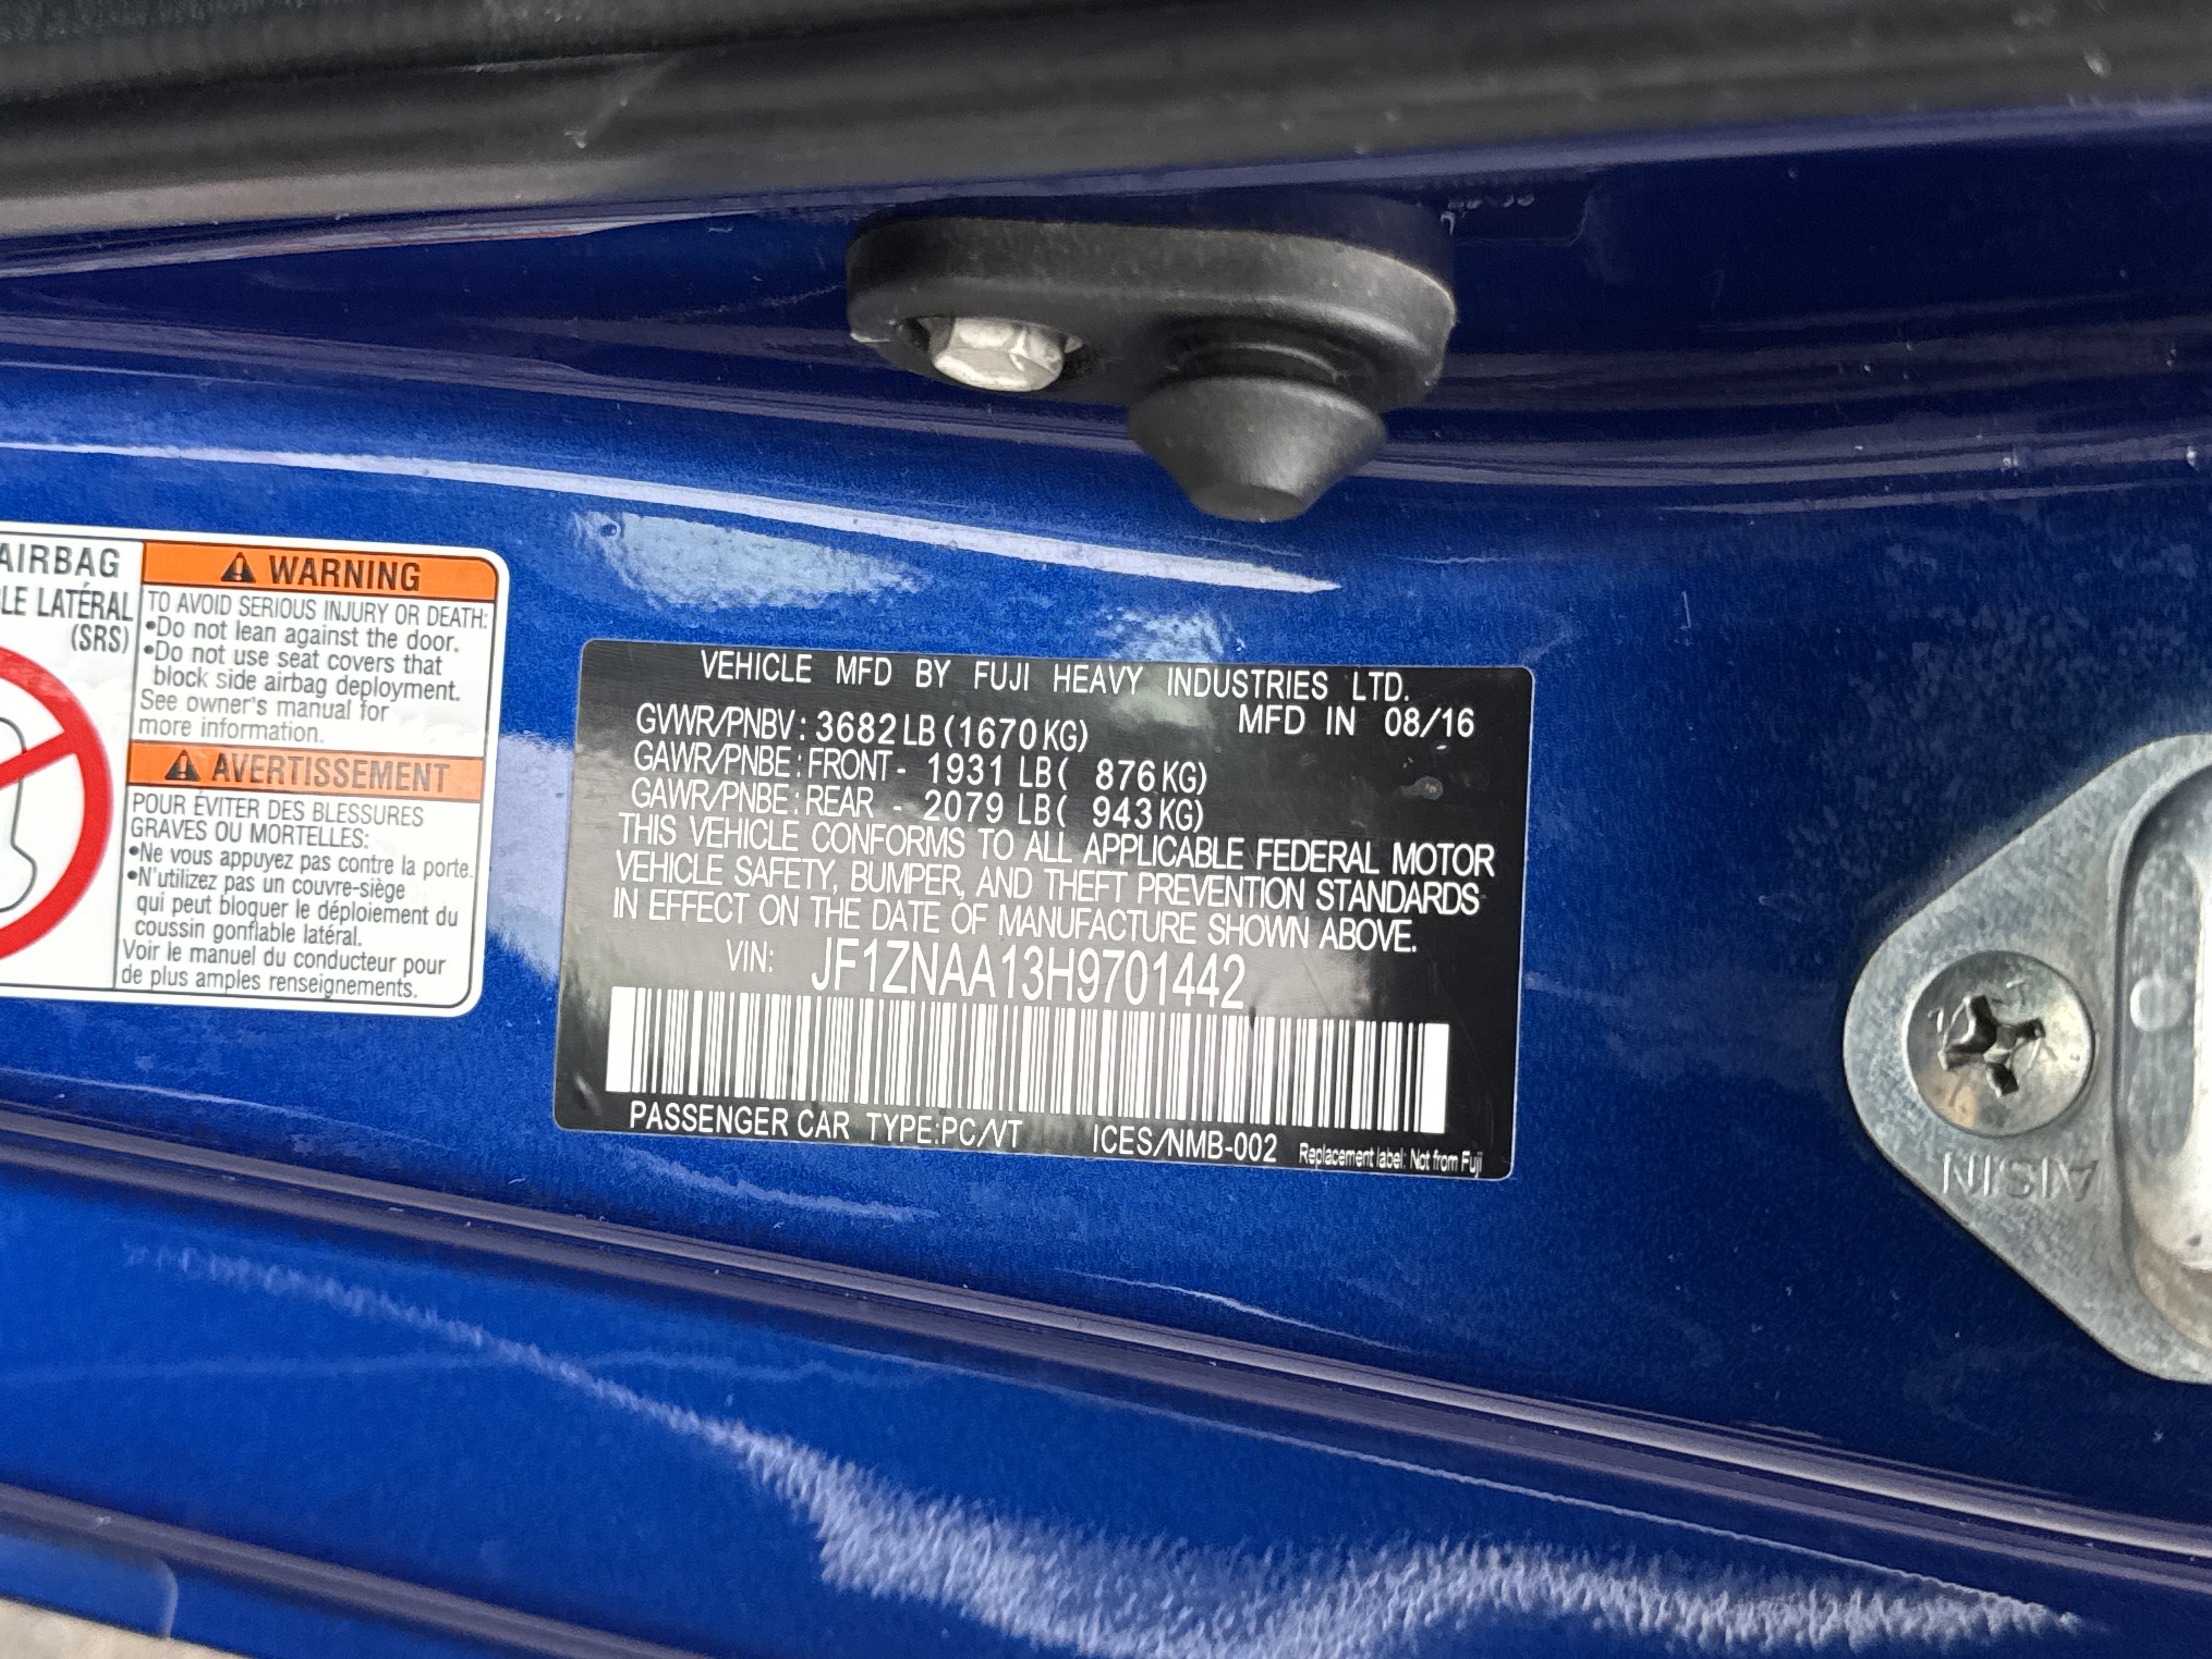 AIRBAG
LE LATÉRAL
(SRS)
WARNING
TO AVOID SERIOUS INJURY OR DEATH:
•Do not lean against the door.
•Do not use seat covers that
block side airbag deployment.
See owner's manual for
more information.
AVERTISSEMENT
POUR ÉVITER DES BLESSURES
GRAVES OU MORTELLES:
•Ne vous appuyez pas contre la porte.
•N'utilizez pas un couvre-siège
qui peut bloquer le déploiement du
coussin gonflable latéral.
Voir le manuel du conducteur pour
de plus amples renseignements.
VEHICLE MFD BY FUJI HEAVY INDUSTRIES LTD.
GVWR/PNBV: 3682 LB (1670 KG) MFD IN 08/16
GAWR/PNBE: FRONT- 1931 LB ( 876 KG)
GAWR/PNBE: REAR - 2079 LB ( 943 KG)
THIS VEHICLE CONFORMS TO ALL APPLICABLE FEDERAL MOTOR
VEHICLE SAFETY, BUMPER, AND THEFT PREVENTION STANDARDS
IN EFFECT ON THE DATE OF MANUFACTURE SHOWN ABOVE.
VIN: JF1ZNAA13H9701442
PASSENGER CAR TYPE:PC/VT ICES/NMB-002 Replacement label: Not from Fuji
AISIN